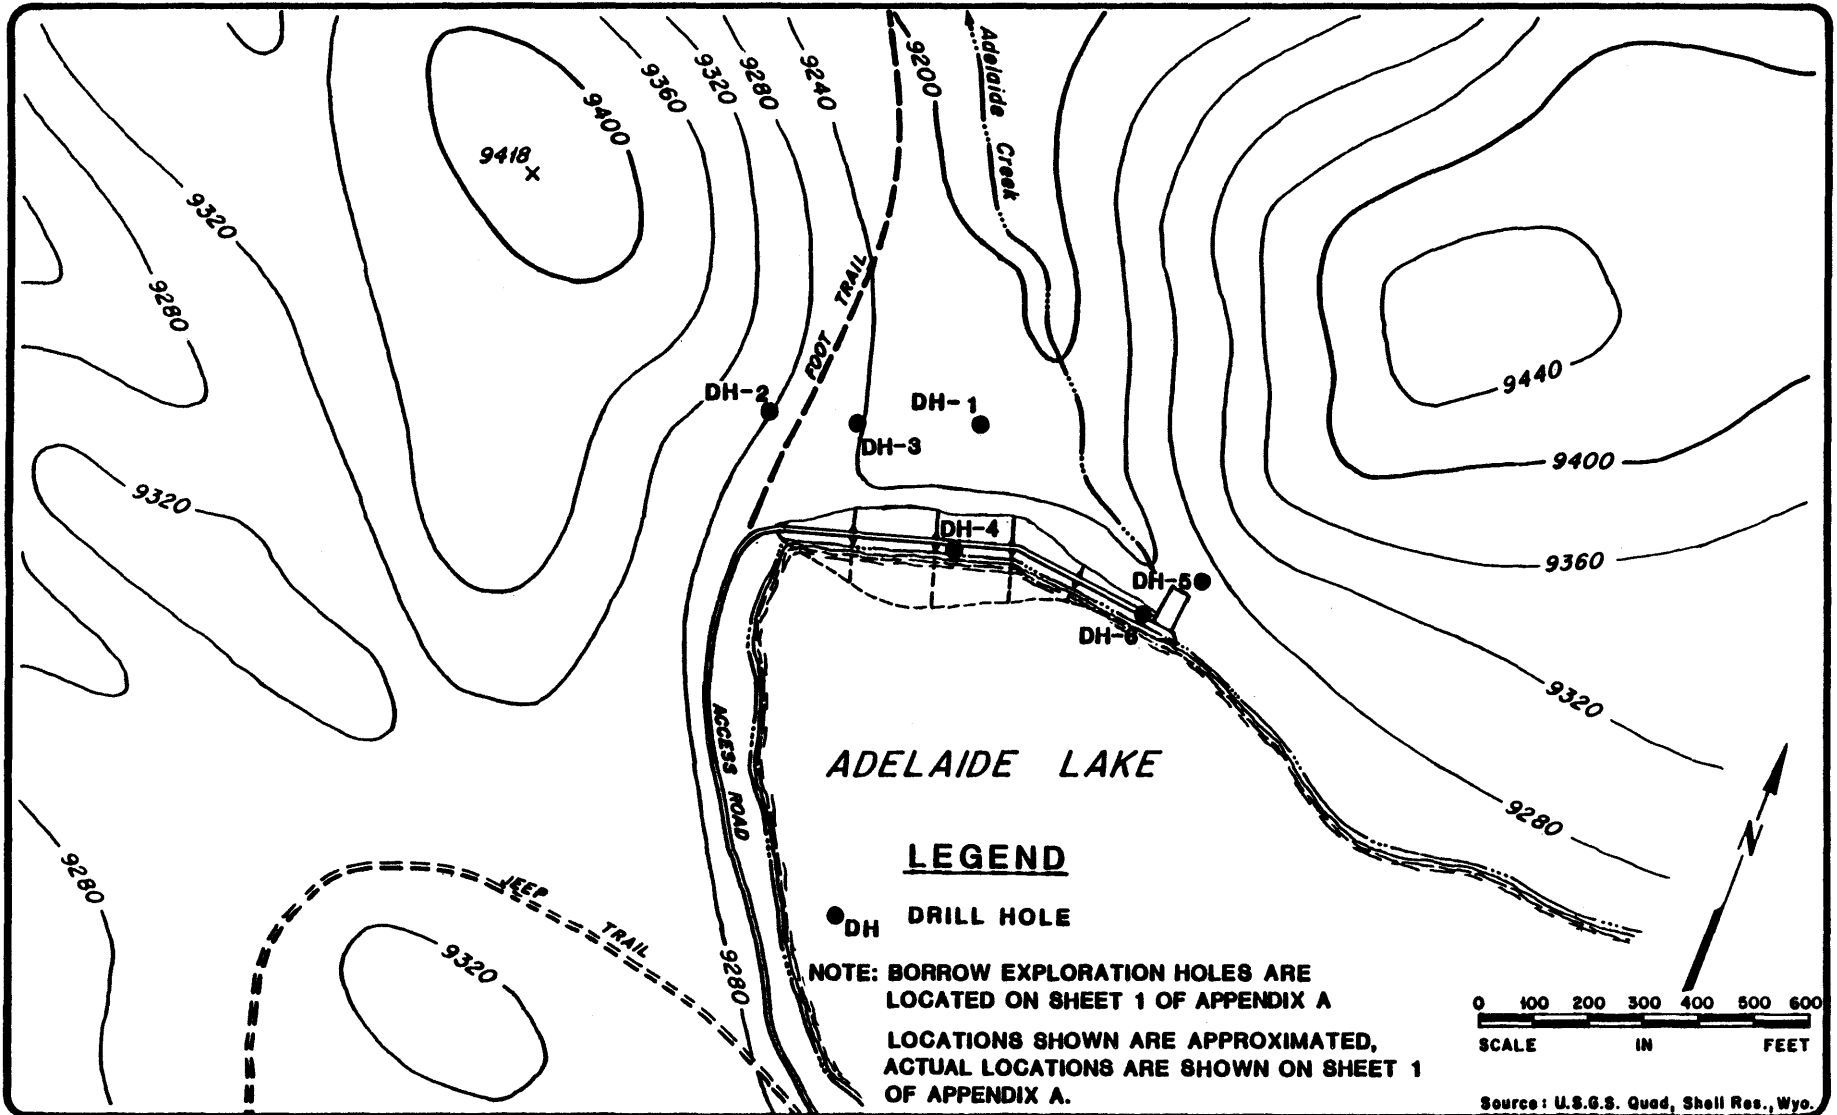 9360
9320
9280
9240
9200
Adelaide Creek
9400
9418
9320
9280
FOOT TRAIL
9440
DH-2
DH-1
DH-3
9400
9320
DH-4
9360
DH-5
DH-6
9320
ACCESS ROAD
ADELAIDE LAKE
9280
N
9280
LEGEND
JEEP TRAIL
DH DRILL HOLE
9320
9280
NOTE: BORROW EXPLORATION HOLES ARE
LOCATED ON SHEET 1 OF APPENDIX A
LOCATIONS SHOWN ARE APPROXIMATED,
ACTUAL LOCATIONS ARE SHOWN ON SHEET 1
OF APPENDIX A.
0 100 200 300 400 500 600
SCALE IN FEET
Source: U.S.G.S. Quad, Shell Res., Wyo.